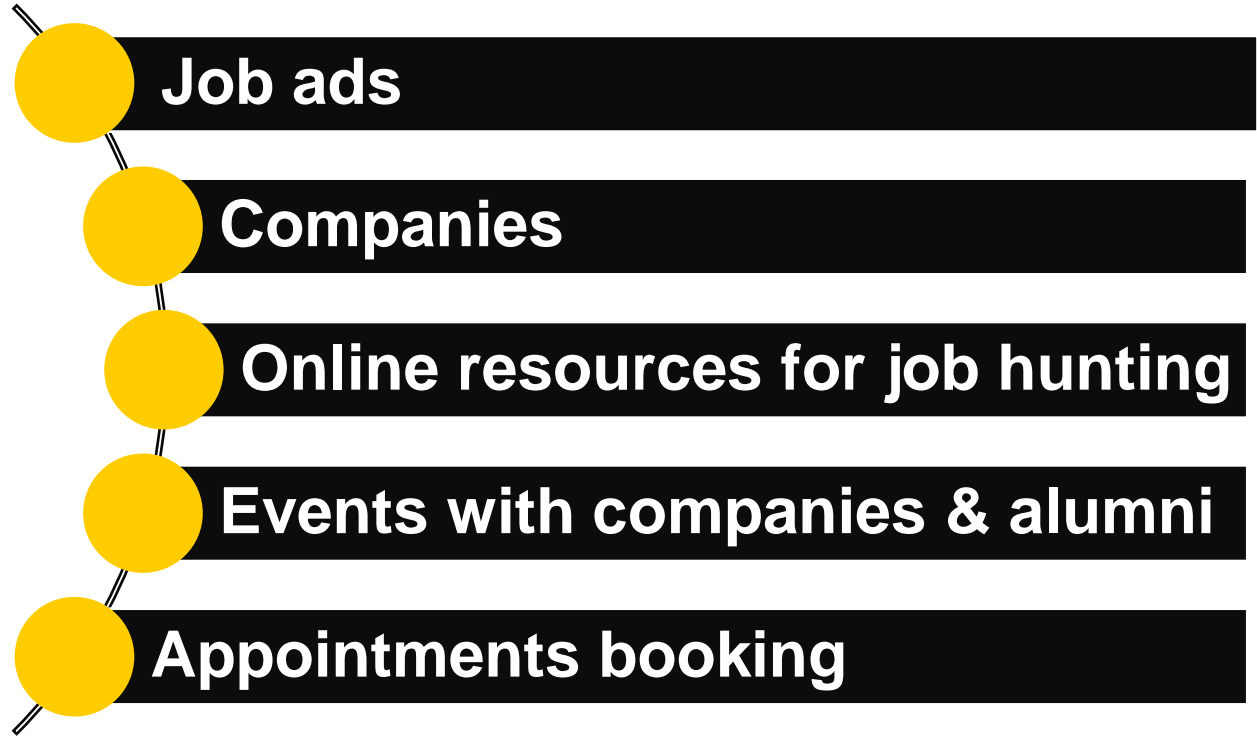 Job ads
Companies
Online resources for job hunting
Events with companies & alumni
Appointments booking